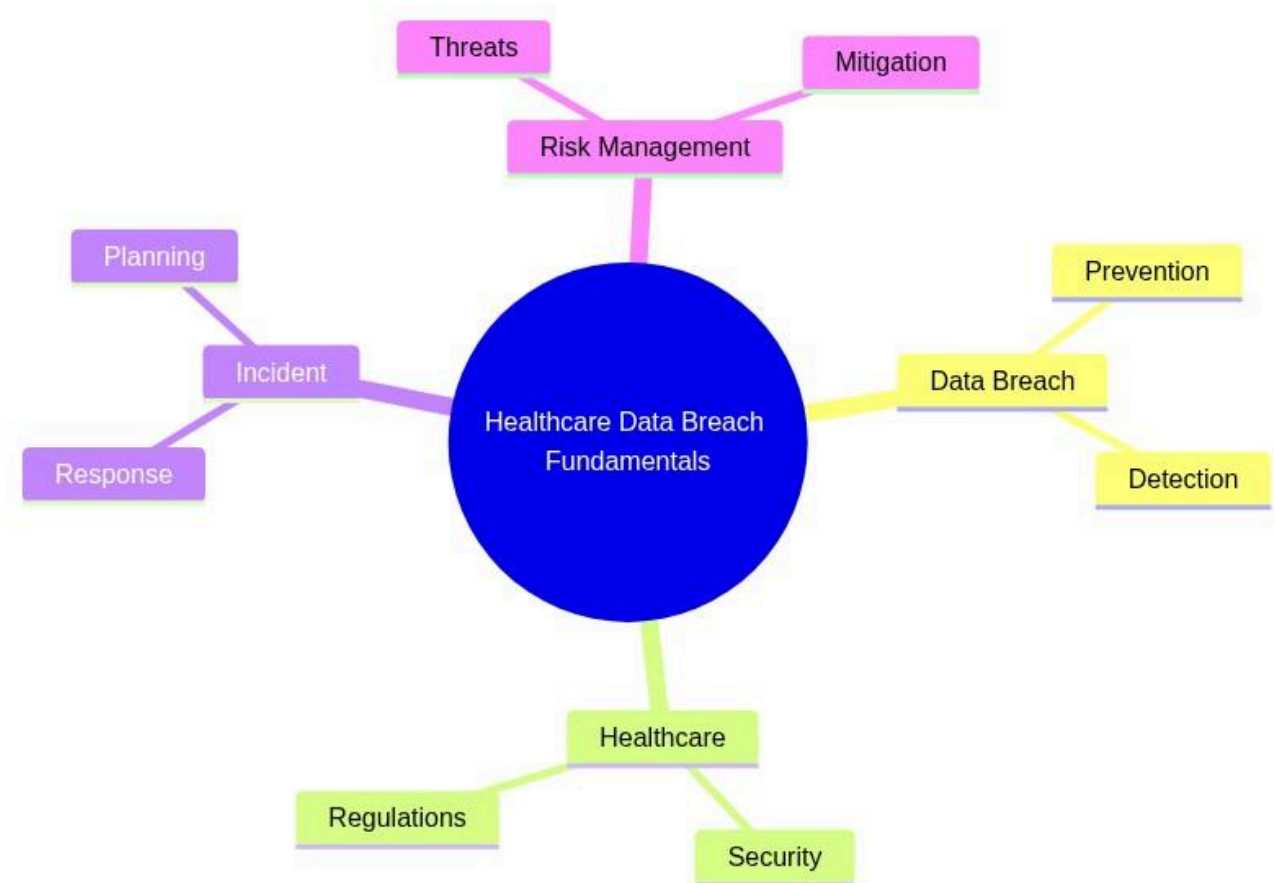 Threats
Mitigation
Risk Management
Planning
Prevention
Incident
Data Breach
Healthcare Data Breach
Fundamentals
Response
Detection
Healthcare
Regulations
Security